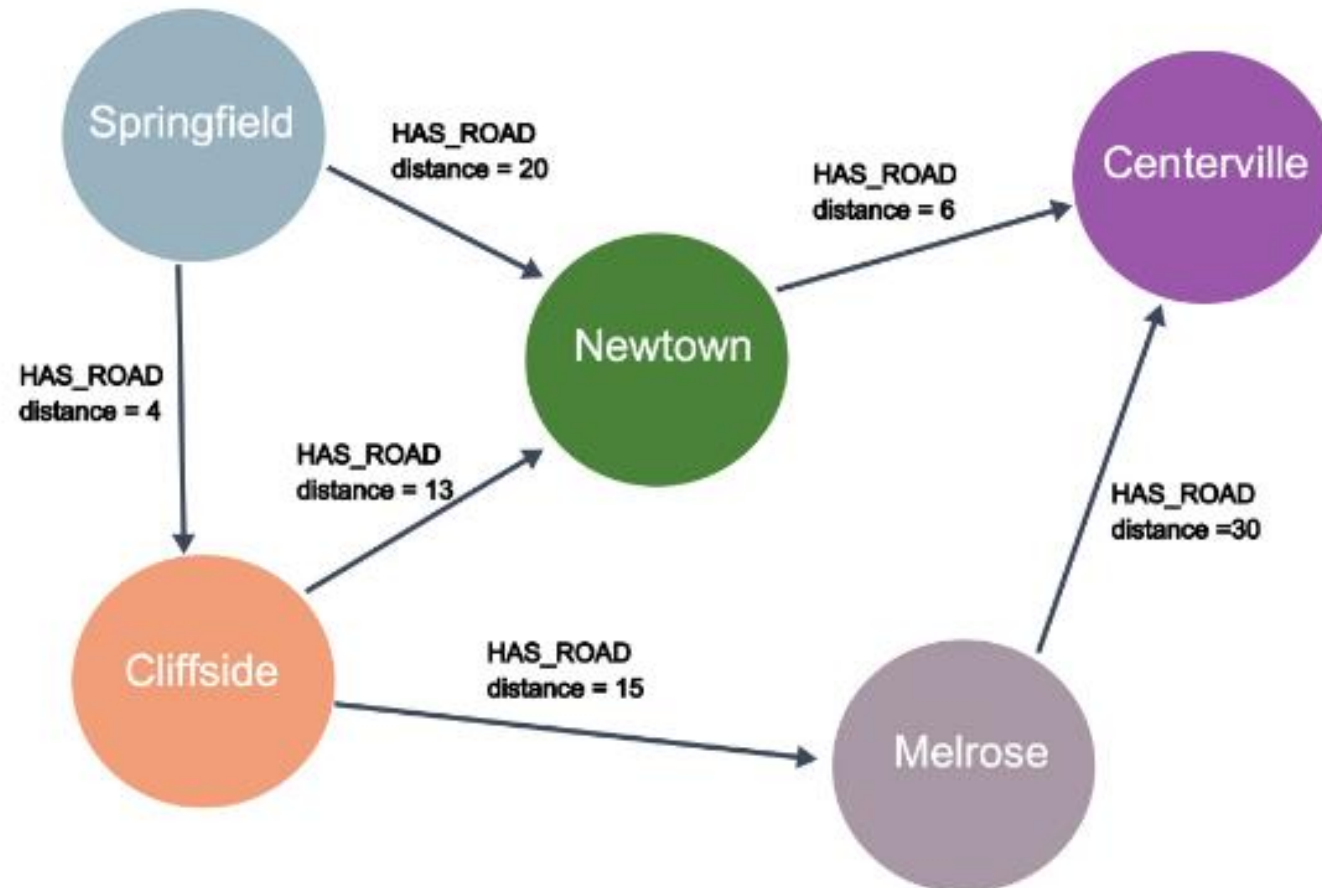 Springfield
HAS_ROAD
distance = 20
Centerville
HAS_ROAD
distance = 6
Newtown
HAS_ROAD
distance = 4
HAS_ROAD
distance = 13
HAS_ROAD
distance =30
Cliffside
HAS_ROAD
distance = 15
Melrose